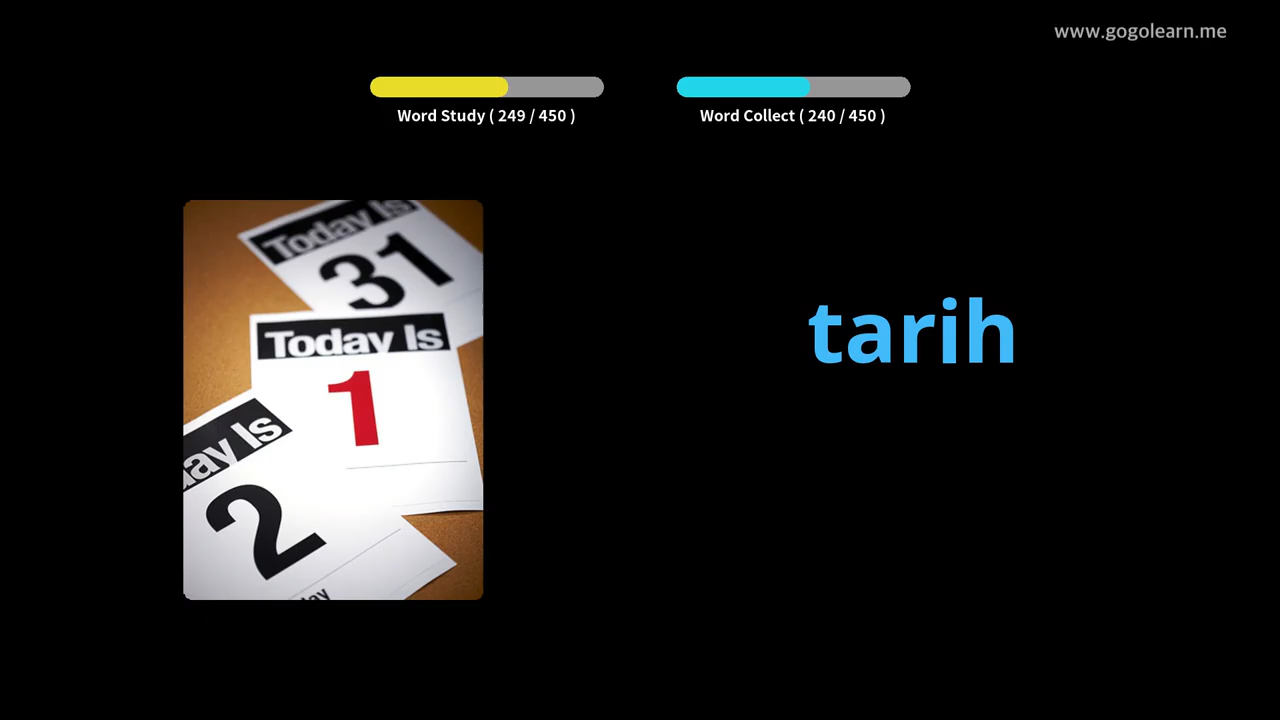 www.gogolearn.me
Word Study ( 249 / 450 )
Word Collect ( 240 / 450 )
Today Is
31
Today Is
1
tarih
ay Is
2